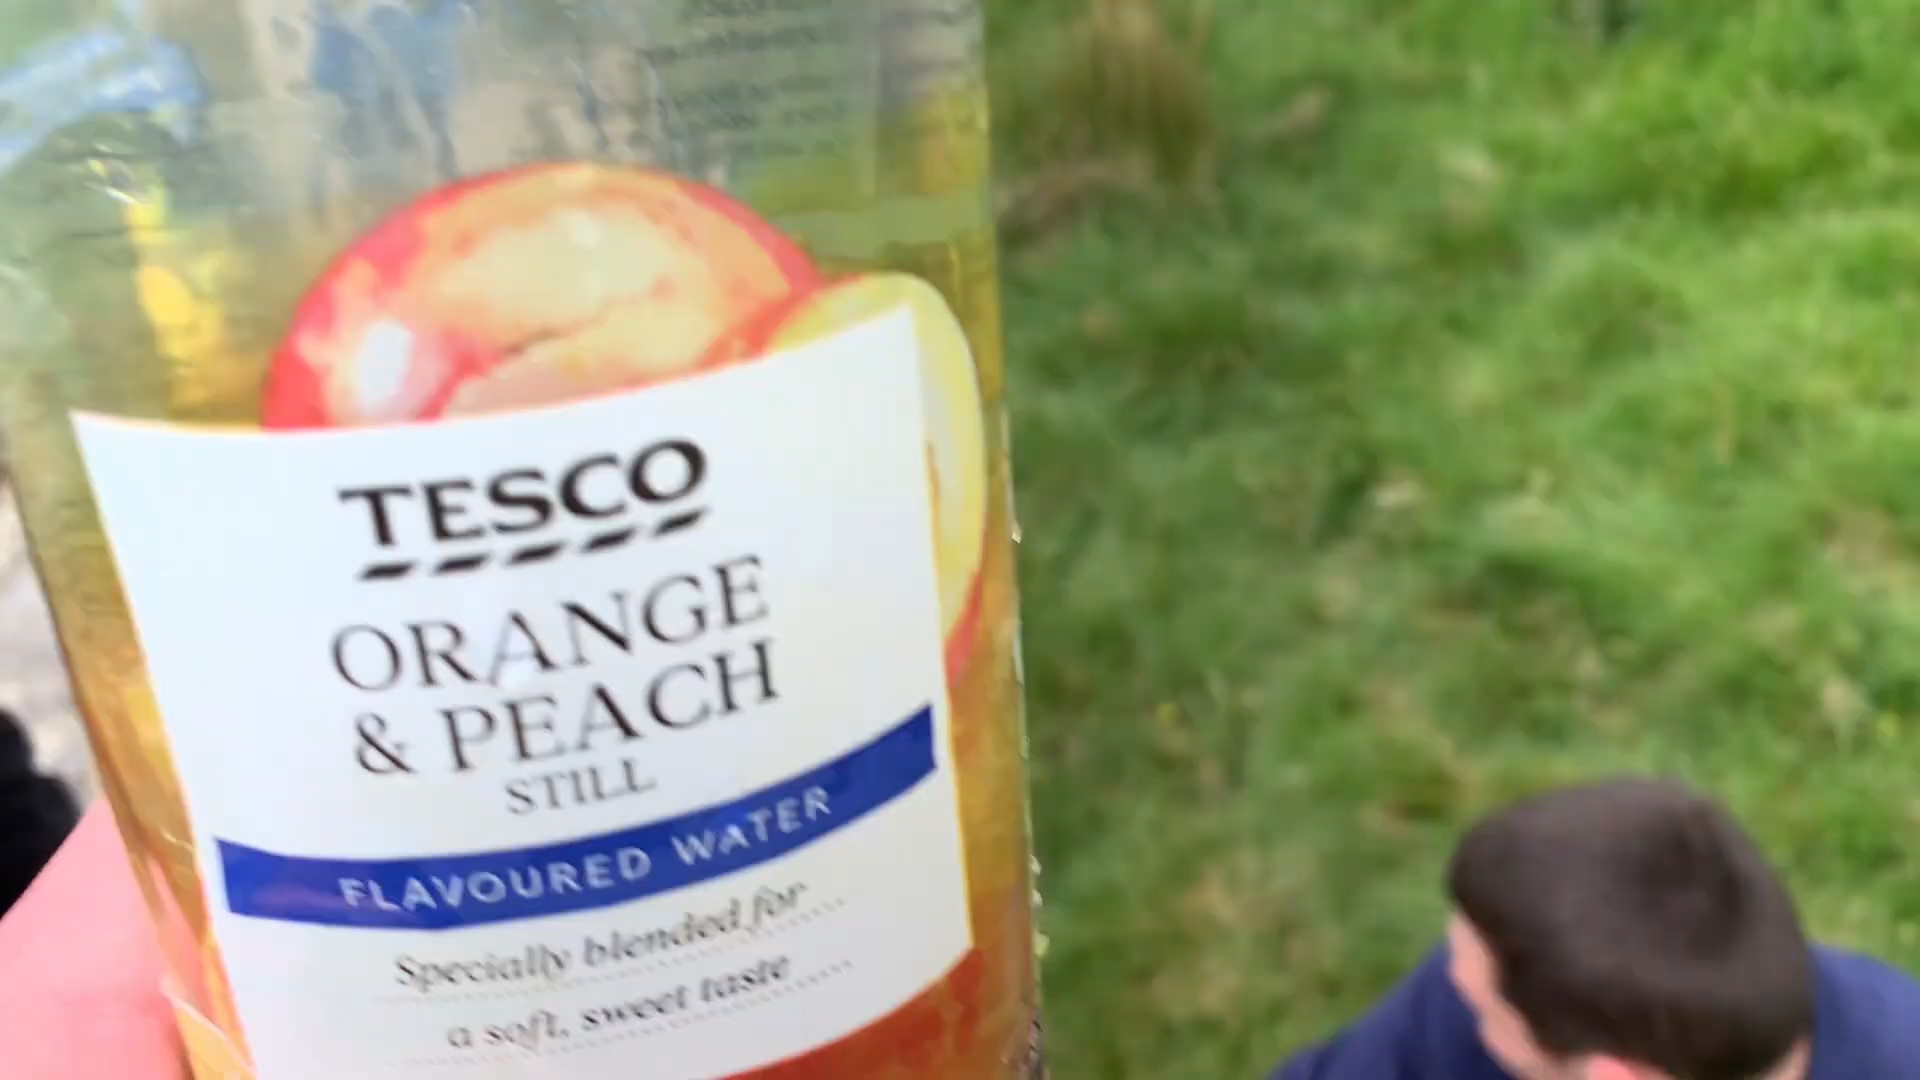 TESCO
ORANGE
& PEACH
STILL
FLAVOURED WATER
Specially blended for
a soft, sweet taste